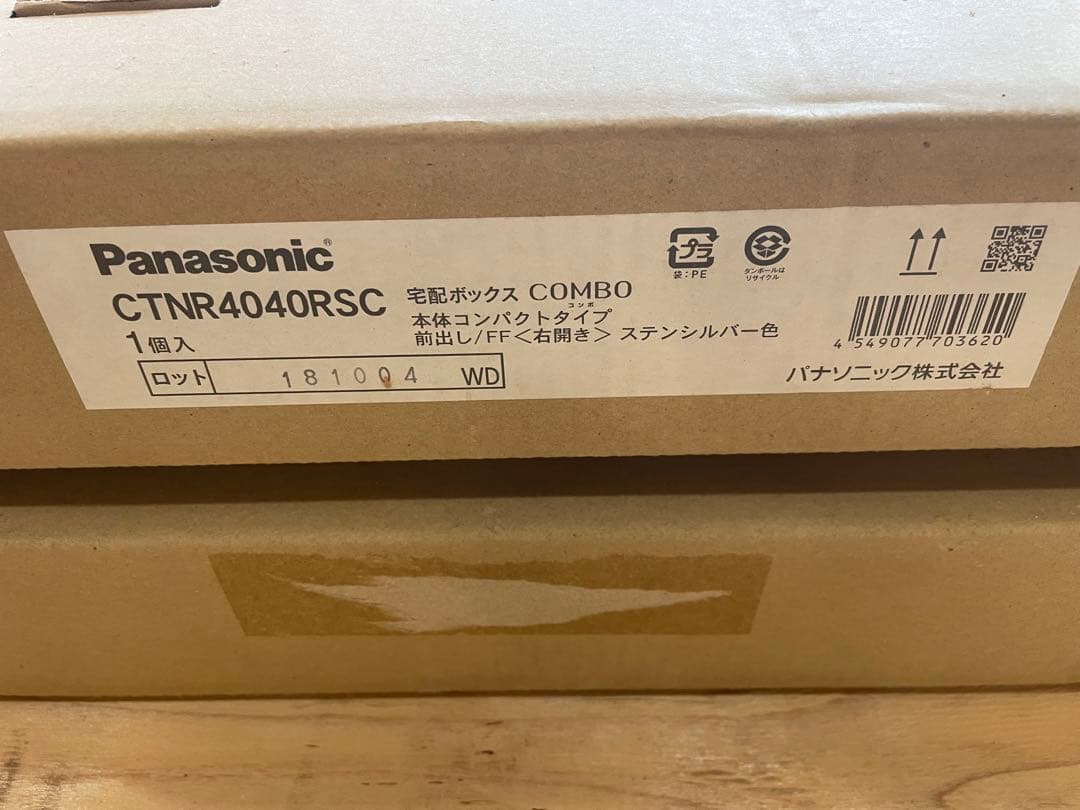 Panasonic®
CTNR4040RSC
1個入
ロット 181004 WD
宅配ボックス COMBO
コンボ
本体コンパクトタイプ
前出し/FF<右開き> ステンシルバー色
プラ
袋:PE
ダンボールは
リサイクル
4 549077 703620
パナソニック株式会社